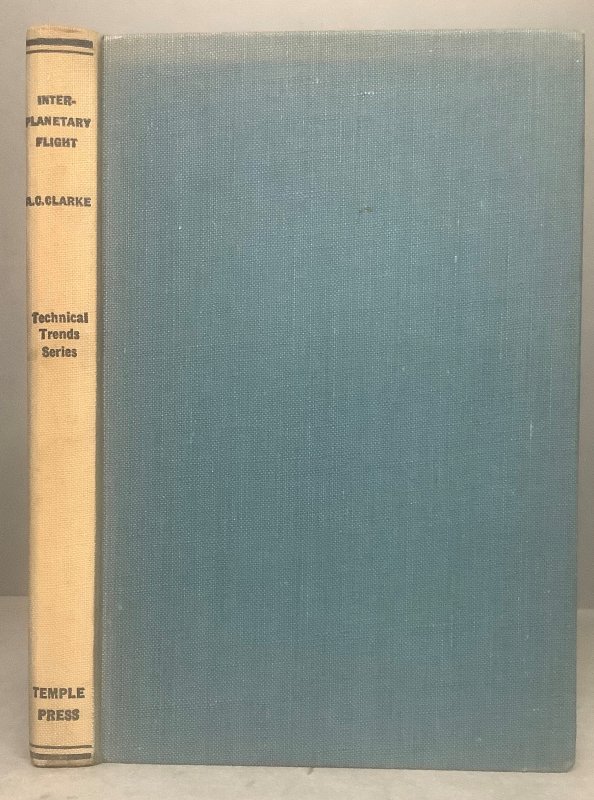 INTER-
PLANETARY
FLIGHT
A.C.CLARKE
Technical
Trends
Series
TEMPLE
PRESS